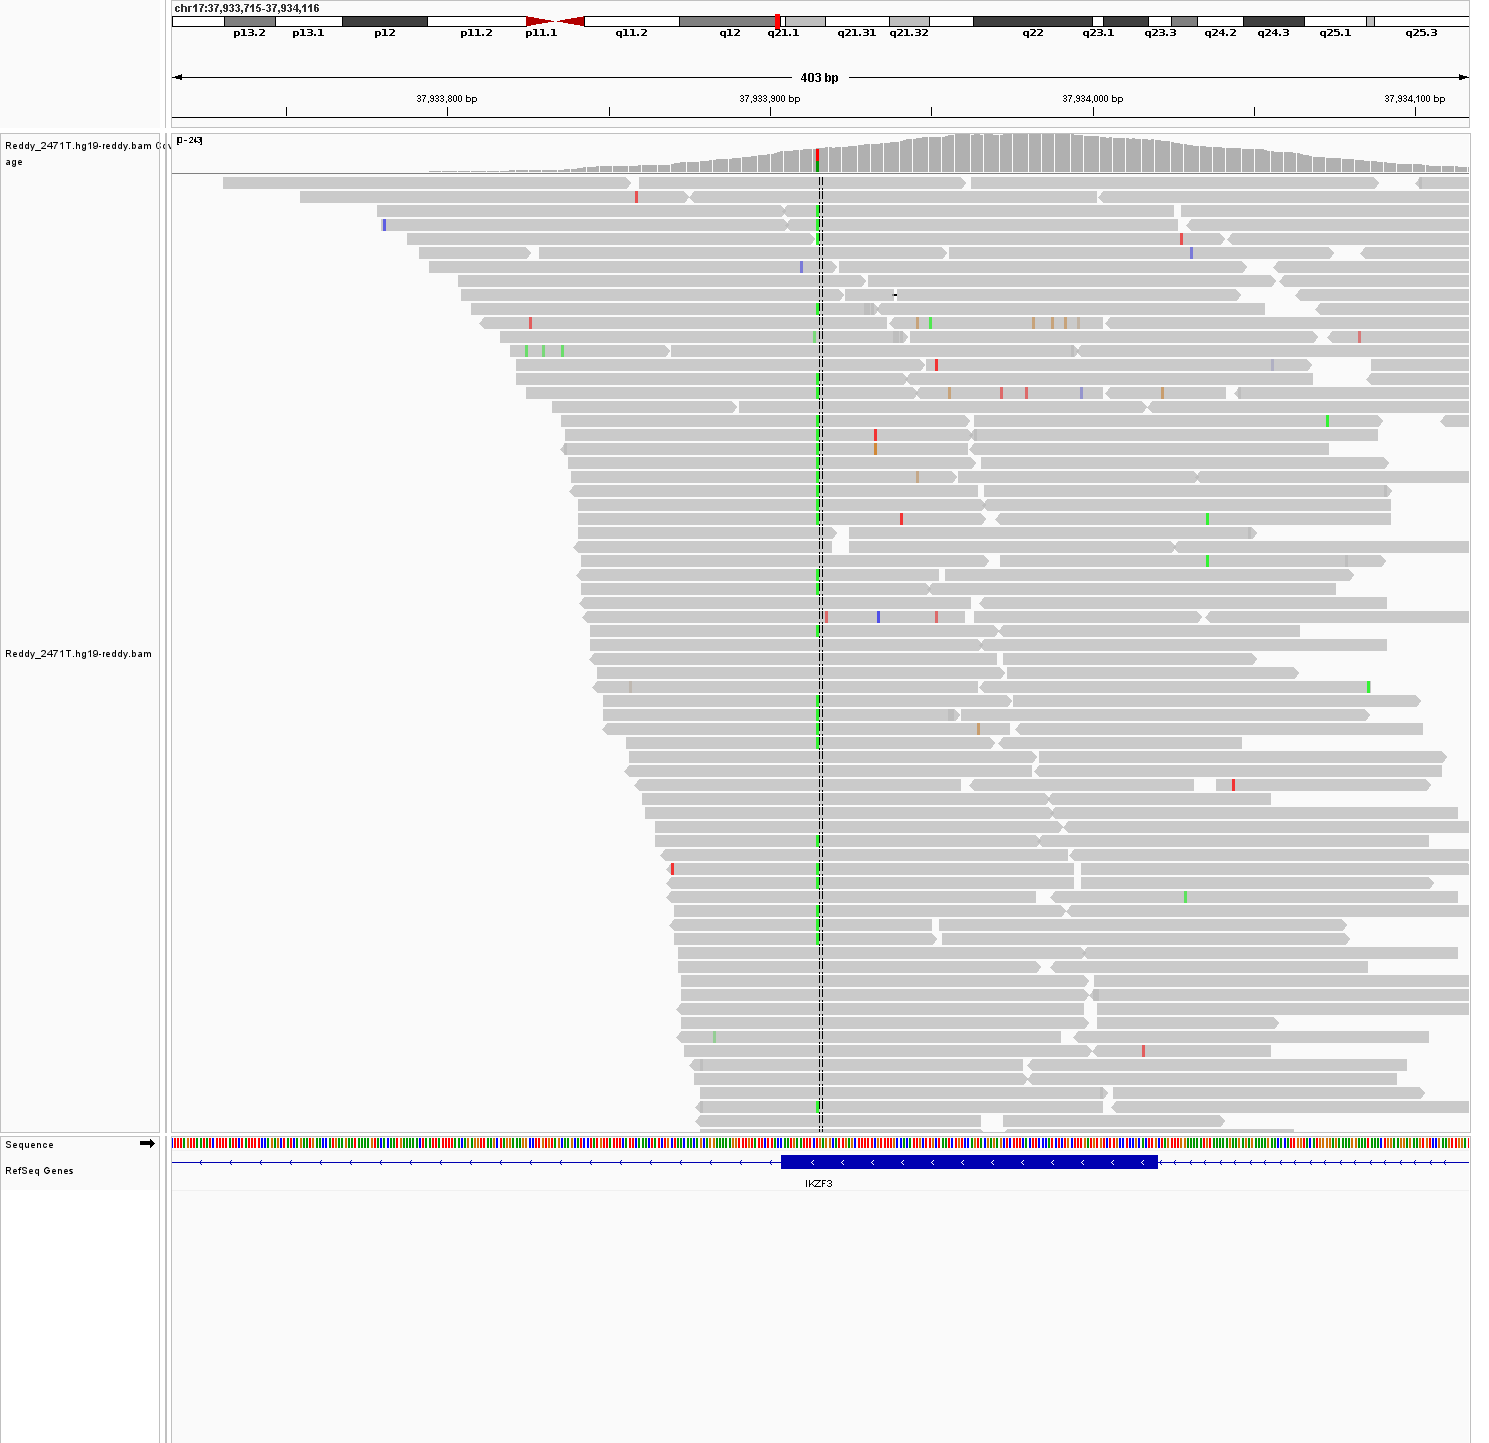 chr17:37,933,715-37,934,116
p13.2 p13.1 p12 p11.2 p11.1 q11.2 q12 q21.1 q21.31 q21.32 q22 q23.1 q23.3 q24.2 q24.3 q25.1 q25.3
403 bp
37,933,800 bp 37,933,900 bp 37,934,000 bp 37,934,100 bp
[0 - 243]
Reddy_2471T.hg19-reddy.bam Cov
age
Reddy_2471T.hg19-reddy.bam
Sequence
RefSeq Genes
IKZF3